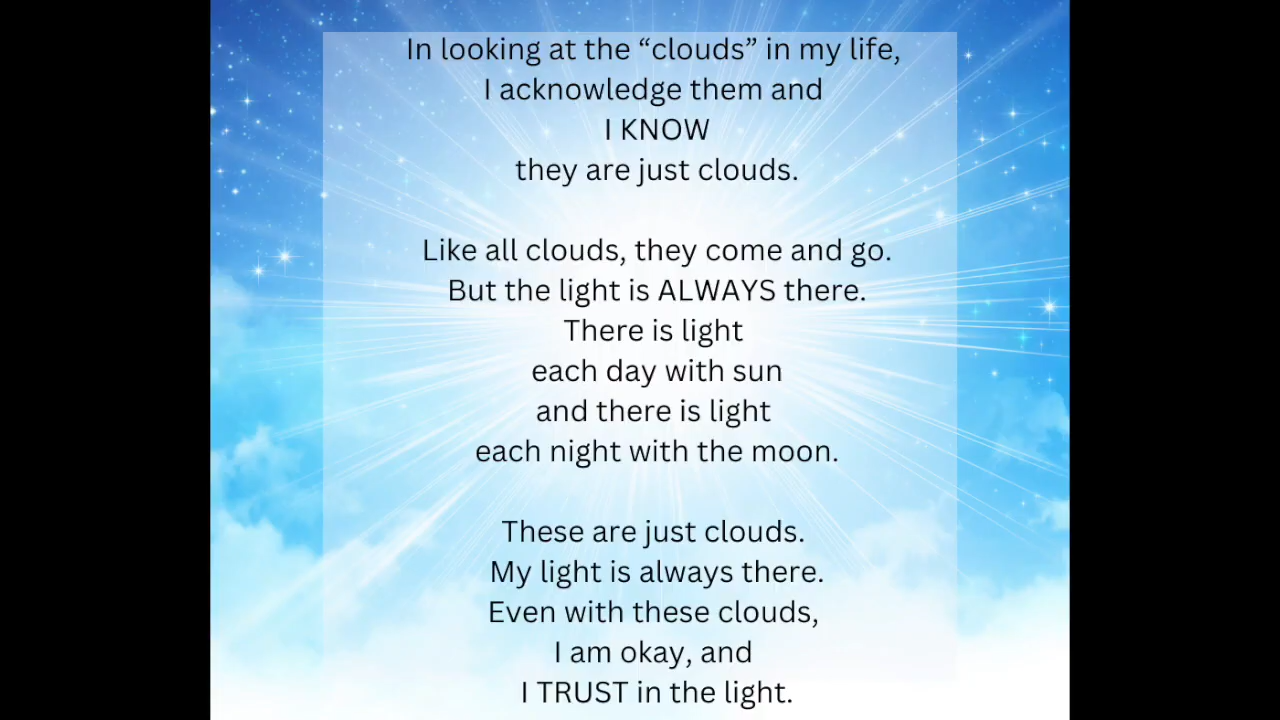 In looking at the “clouds” in my life,
I acknowledge them and
I KNOW
they are just clouds.
Like all clouds, they come and go.
But the light is ALWAYS there.
There is light
each day with sun
and there is light
each night with the moon.
These are just clouds.
My light is always there.
Even with these clouds,
I am okay, and
I TRUST in the light.